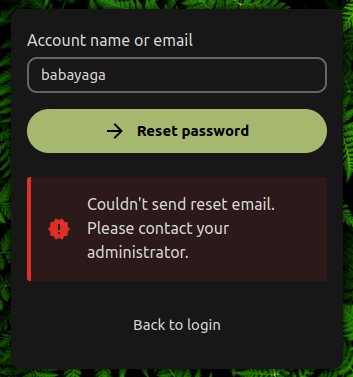 Account name or email
babayaga
Reset password
Couldn't send reset email.
Please contact your
administrator.
Back to login